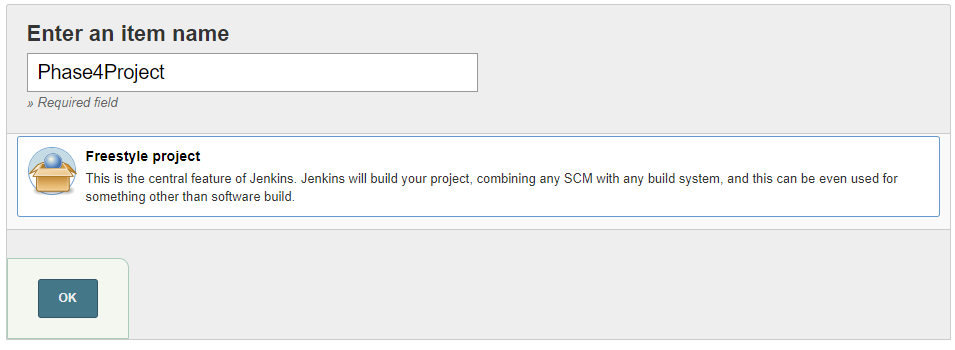 Enter an item name
Phase4Project
» Required field
Freestyle project
This is the central feature of Jenkins. Jenkins will build your project, combining any SCM with any build system, and this can be even used for
something other than software build.
OK